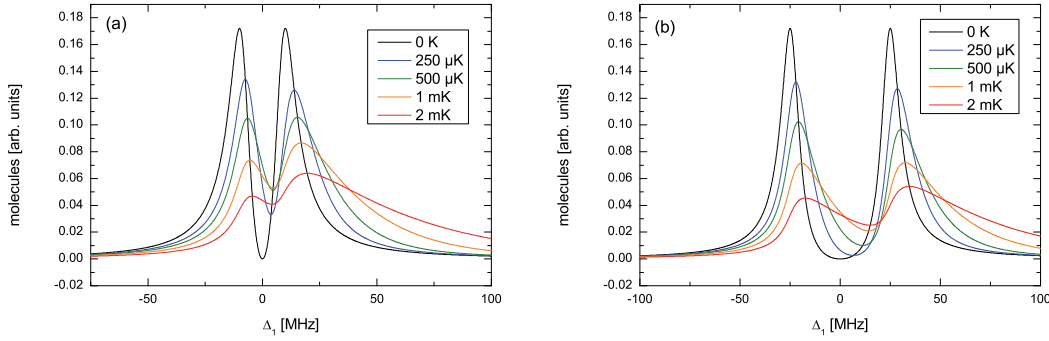 (a)
0.18
0.16
0.14
0.12
0.10
0.08
0.06
0.04
0.02
0.00
-0.02
molecules [arb. units]
0 K
250 µK
500 µK
1 mK
2 mK
-50
0
50
100
Δ1 [MHz]
(b)
0.18
0.16
0.14
0.12
0.10
0.08
0.06
0.04
0.02
0.00
-0.02
molecules [arb. units]
0 K
250 µK
500 µK
1 mK
2 mK
-100
-50
0
50
100
Δ1 [MHz]